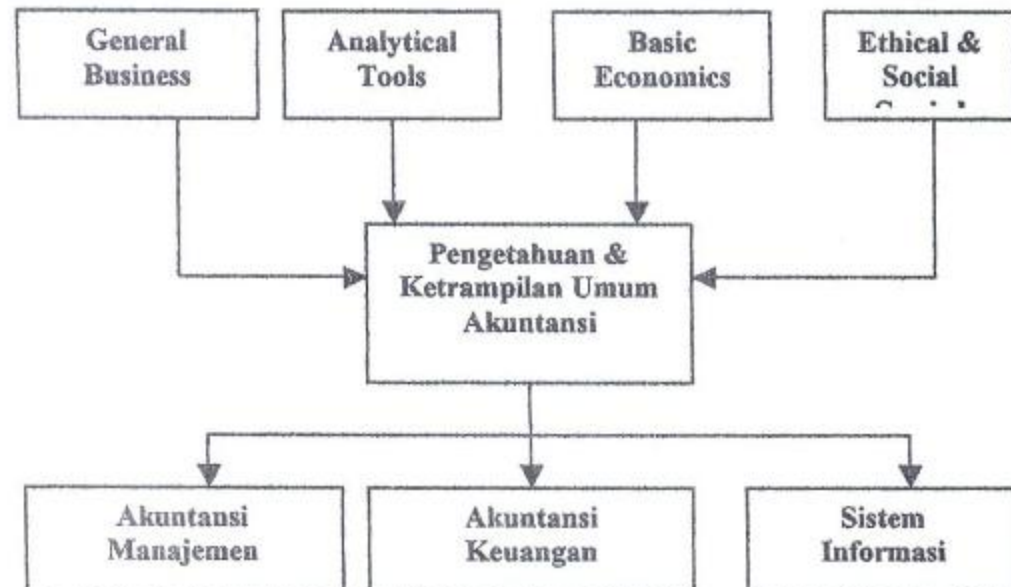 General
Business
Analytical
Tools
Basic
Economics
Ethical &
Social
Pengetahuan &
Ketrampilan Umum
Akuntansi
Akuntansi
Manajemen
Akuntansi
Keuangan
Sistem
Informasi